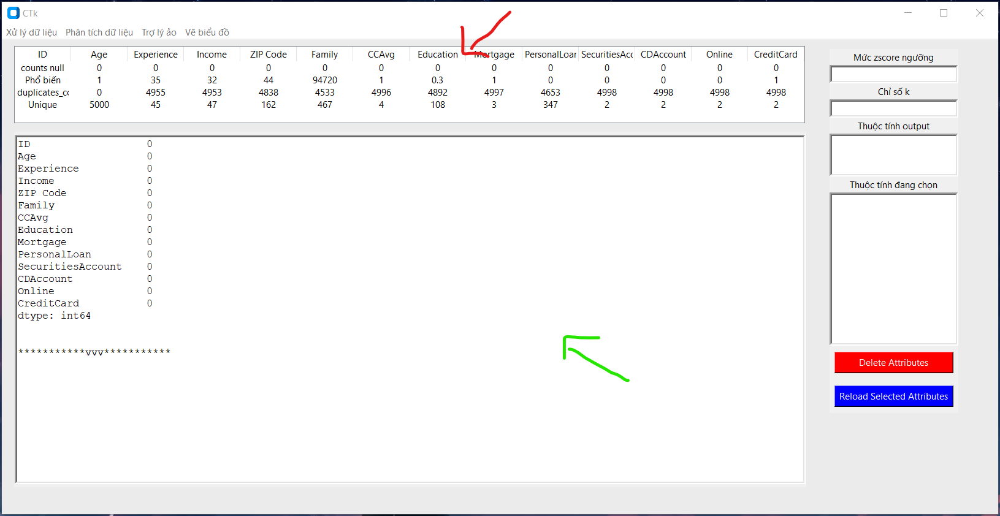 CTk
Xử lý dữ liệu Phân tích dữ liệu Trợ lý ảo Vẽ biểu đồ
ID Age Experience Income ZIP Code Family CCAvg Education Mortgage PersonalLoar SecuritiesAcc CDAccount Online CreditCard
counts null 0 0 0 0 0 0 0 0 0 0 0 0 0
Phổ biến 1 35 32 44 94720 1 0.3 1 0 0 0 0 1
duplicates_cc 0 4955 4953 4838 4533 4996 4892 4997 4653 4998 4998 4998 4998
Unique 5000 45 47 162 467 4 108 3 347 2 2 2 2
ID 0
Age 0
Experience 0
Income 0
ZIP Code 0
Family 0
CCAvg 0
Education 0
Mortgage 0
PersonalLoan 0
SecuritiesAccount 0
CDAccount 0
Online 0
CreditCard 0
dtype: int64
***********vvv***********
Mức zscore ngưỡng
Chỉ số k
Thuộc tính output
Thuộc tính đang chọn
Delete Attributes
Reload Selected Attributes